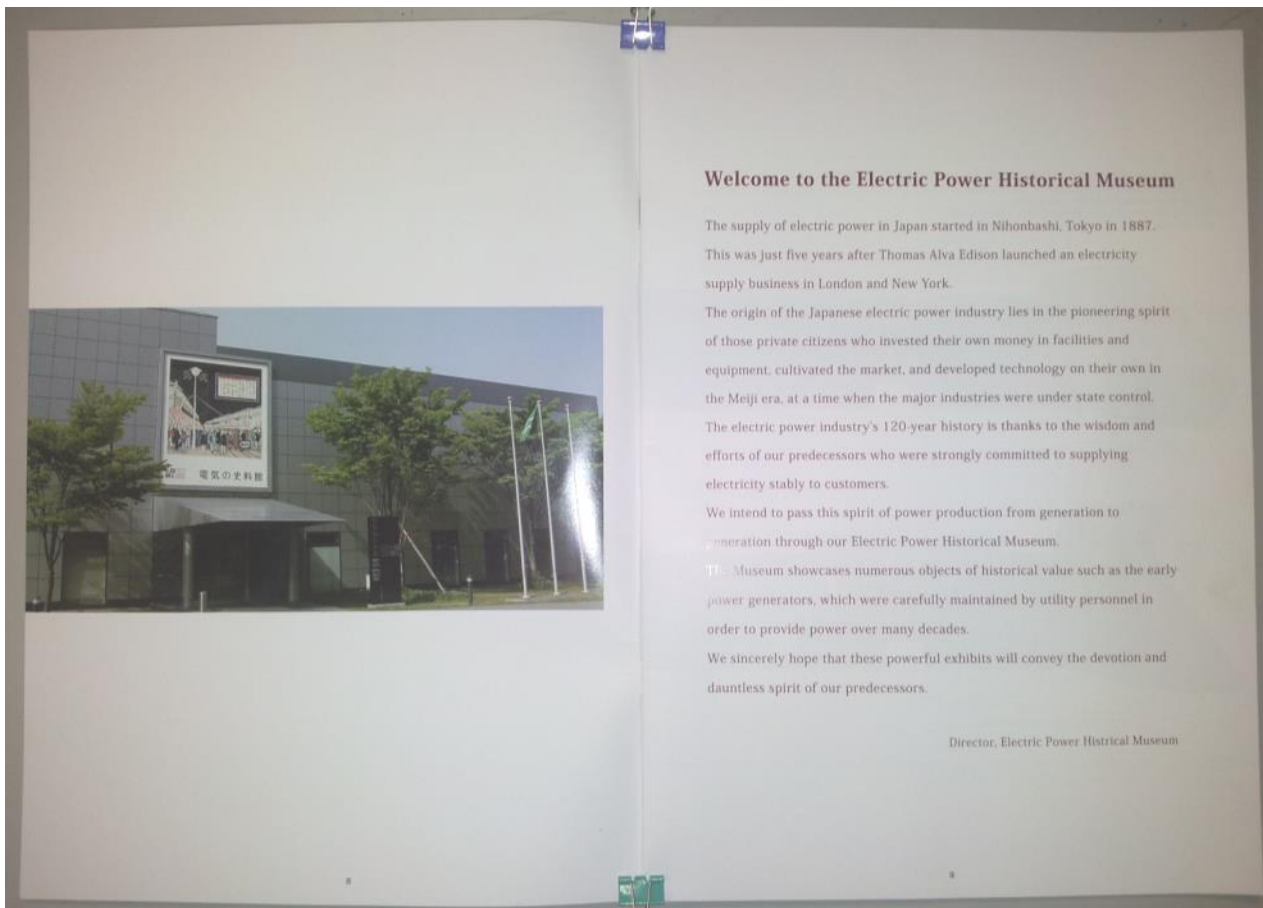 電気の史料館
Welcome to the Electric Power Historical Museum
The supply of electric power in Japan started in Nihonbashi, Tokyo in 1887.
This was just five years after Thomas Alva Edison launched an electricity
supply business in London and New York.
The origin of the Japanese electric power industry lies in the pioneering spirit
of those private citizens who invested their own money in facilities and
equipment, cultivated the market, and developed technology on their own in
the Meiji era, at a time when the major industries were under state control.
The electric power industry's 120-year history is thanks to the wisdom and
efforts of our predecessors who were strongly committed to supplying
electricity stably to customers.
We intend to pass this spirit of power production from generation to
generation through our Electric Power Historical Museum.
The Museum showcases numerous objects of historical value such as the early
power generators, which were carefully maintained by utility personnel in
order to provide power over many decades.
We sincerely hope that these powerful exhibits will convey the devotion and
dauntless spirit of our predecessors.
Director, Electric Power Histrical Museum